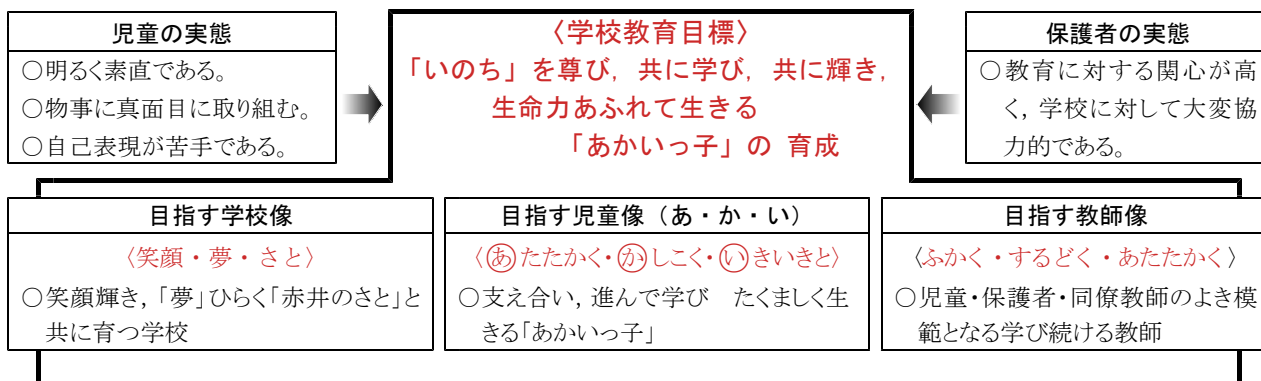 児童の実態
○明るく素直である。
○物事に真面目に取り組む。
○自己表現が苦手である。
〈学校教育目標〉
「いのち」を尊び，共に学び，共に輝き，
生命力あふれて生きる
「あかいっ子」の 育成
保護者の実態
○教育に対する関心が高
く，学校に対して大変協
力的である。
目指す学校像
〈笑顔・夢・さと〉
○笑顔輝き，「夢」ひらく「赤井のさと」と
共に育つ学校
目指す児童像（あ・か・い）
〈あたたかく・かしこく・いきいきと〉
○支え合い，進んで学び　たくましく生
きる「あかいっ子」
目指す教師像
〈ふかく・するどく・あたたかく〉
○児童・保護者・同僚教師のよき模
範となる学び続ける教師